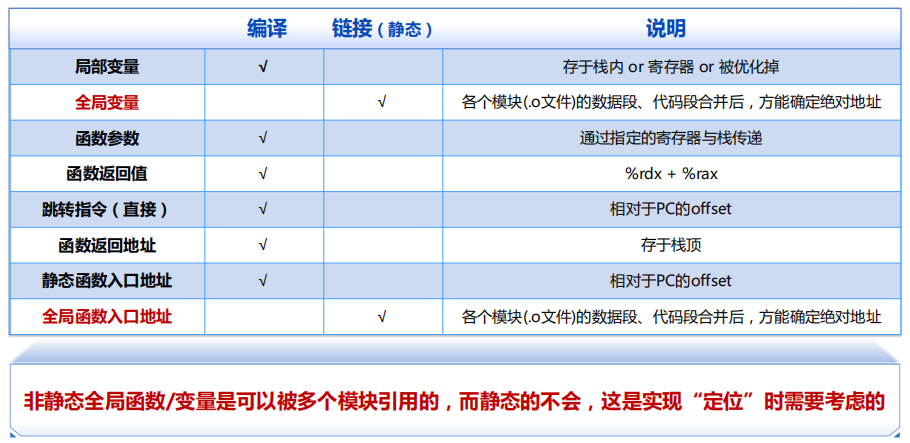 编译 链接（静态） 说明
局部变量 √ 存于栈内 or 寄存器 or 被优化掉
全局变量 √ 各个模块(.o文件)的数据段、代码段合并后，方能确定绝对地址
函数参数 √ 通过指定的寄存器与栈传递
函数返回值 √ %rdx + %rax
跳转指令（直接） √ 相对于PC的offset
函数返回地址 √ 存于栈顶
静态函数入口地址 √ 相对于PC的offset
全局函数入口地址 √ 各个模块(.o文件)的数据段、代码段合并后，方能确定绝对地址
非静态全局函数/变量是可以被多个模块引用的，而静态的不会，这是实现“定位”时需要考虑的